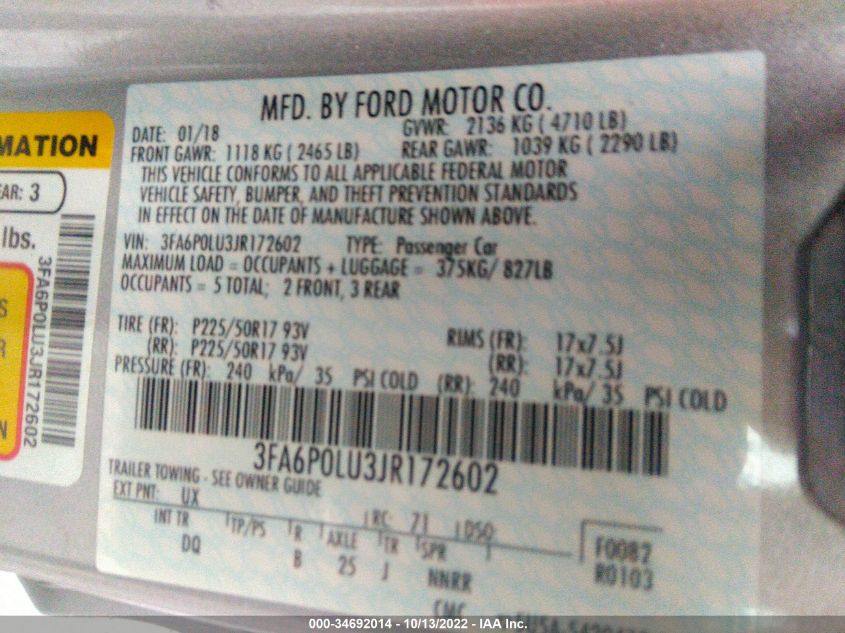 MFD. BY FORD MOTOR CO.
DATE: 01/18 GVWR: 2136 KG ( 4710 LB)
FRONT GAWR: 1118 KG ( 2465 LB) REAR GAWR: 1039 KG ( 2290 LB)
THIS VEHICLE CONFORMS TO ALL APPLICABLE FEDERAL MOTOR
VEHICLE SAFETY, BUMPER, AND THEFT PREVENTION STANDARDS
IN EFFECT ON THE DATE OF MANUFACTURE SHOWN ABOVE.
VIN: 3FA6P0LU3JR172602 TYPE: Passenger Car
MAXIMUM LOAD = OCCUPANTS + LUGGAGE = 375KG/ 827LB
OCCUPANTS = 5 TOTAL; 2 FRONT, 3 REAR
TIRE (FR): P225/50R17 93V RIMS (FR): 17x7.5J
(RR): P225/50R17 93V (RR): 17x7.5J
PRESSURE (FR): 240 kPa/ 35 PSI COLD (RR): 240 kPa/ 35 PSI COLD
3FA6P0LU3JR172602
TRAILER TOWING - SEE OWNER GUIDE
EXT PNT: UX RC: 71 DSO:
INT TR TP/PS R AXLE TR SPR F0082
DQ B 25 J NNRR R0103
CMC
MATION
EAR: 3
lbs.
3FA6P0LU3JR172602
S
R
N
000-34692014 - 10/13/2022 - IAA Inc.